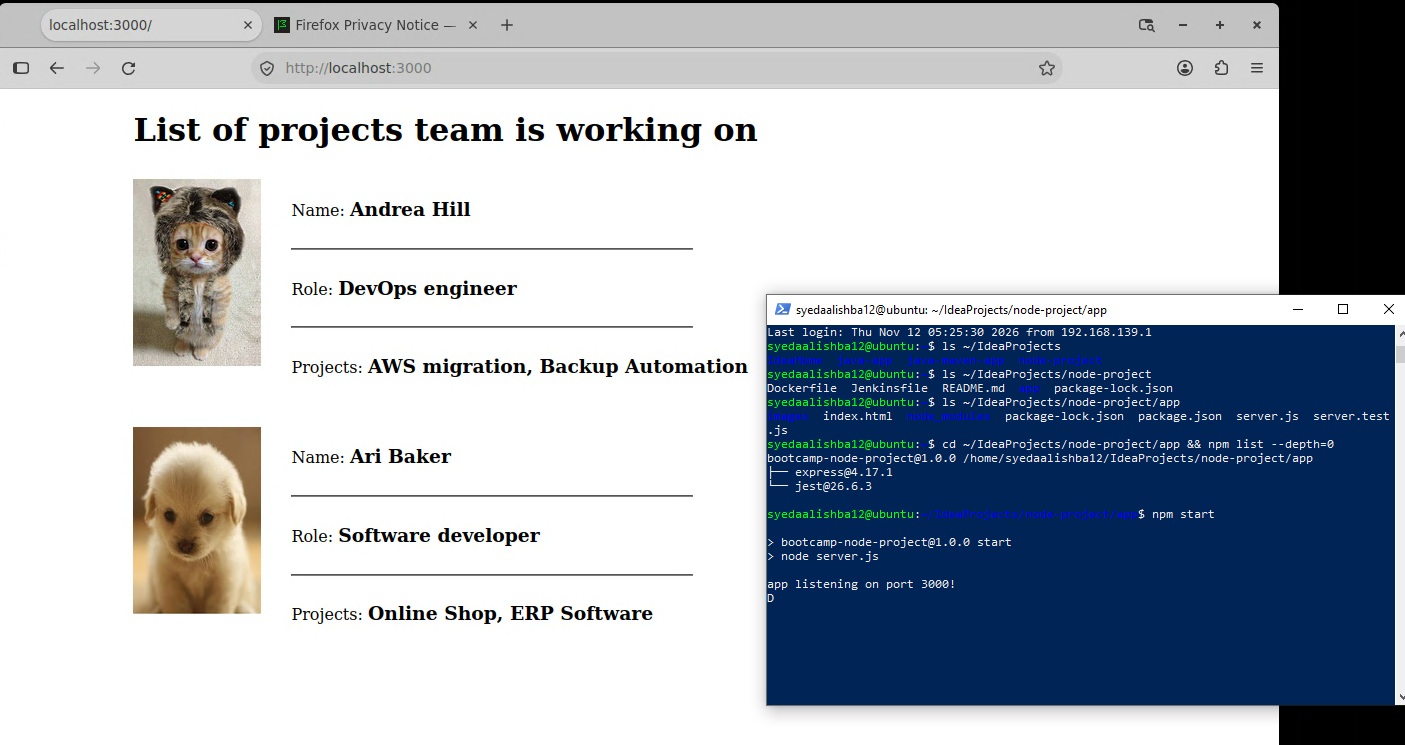 localhost:3000/
Firefox Privacy Notice —
http://localhost:3000
List of projects team is working on
Name: Andrea Hill
Role: DevOps engineer
Projects: AWS migration, Backup Automation
Name: Ari Baker
Role: Software developer
Projects: Online Shop, ERP Software
syedaalishba12@ubuntu: ~/IdeaProjects/node-project/app
Last login: Thu Nov 12 05:25:30 2026 from 192.168.139.1
syedaalishba12@ubuntu: $ ls ~/IdeaProjects
syedaalishba12@ubuntu: $ ls ~/IdeaProjects/node-project
Dockerfile Jenkinsfile README.md app package-lock.json
syedaalishba12@ubuntu: $ ls ~/IdeaProjects/node-project/app
images index.html node_modules package-lock.json package.json server.js server.test
.js
syedaalishba12@ubuntu: $ cd ~/IdeaProjects/node-project/app && npm list --depth=0
bootcamp-node-project@1.0.0 /home/syedaalishba12/IdeaProjects/node-project/app
├── express@4.17.1
└── jest@26.6.3
syedaalishba12@ubuntu:~/IdeaProjects/node-project/app$ npm start
> bootcamp-node-project@1.0.0 start
> node server.js
app listening on port 3000!
D